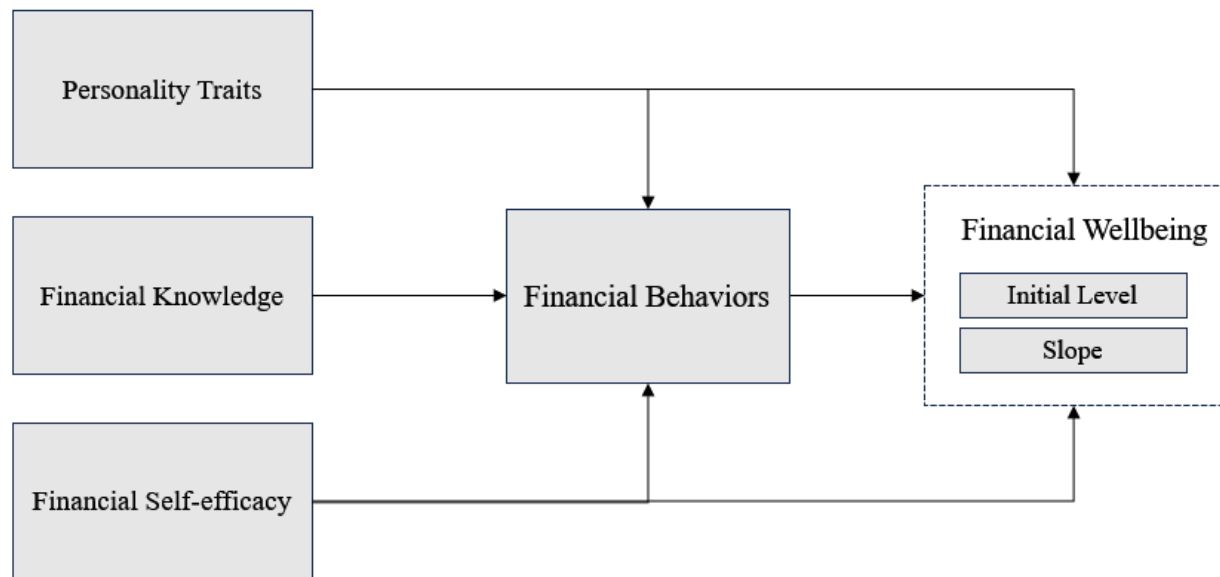 Personality Traits
Financial Knowledge
Financial Self-efficacy
Financial Behaviors
Financial Wellbeing
Initial Level
Slope